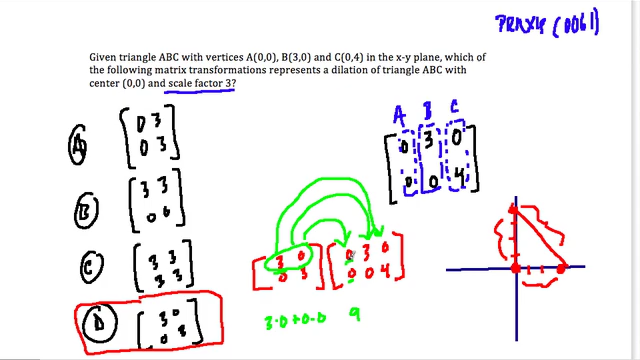 PRAXIS (0061)
Given triangle ABC with vertices A(0,0), B(3,0) and C(0,4) in the x-y plane, which of
the following matrix transformations represents a dilation of triangle ABC with
center (0,0) and scale factor 3?
A B C
0 3 0
0 0 4
A
0 3
0 3
B
3 3
0 0
C
3 3
3 3
D
3 0
0 3
3 0 0 3 0
0 3 0 0 4
3·0+0·0 9